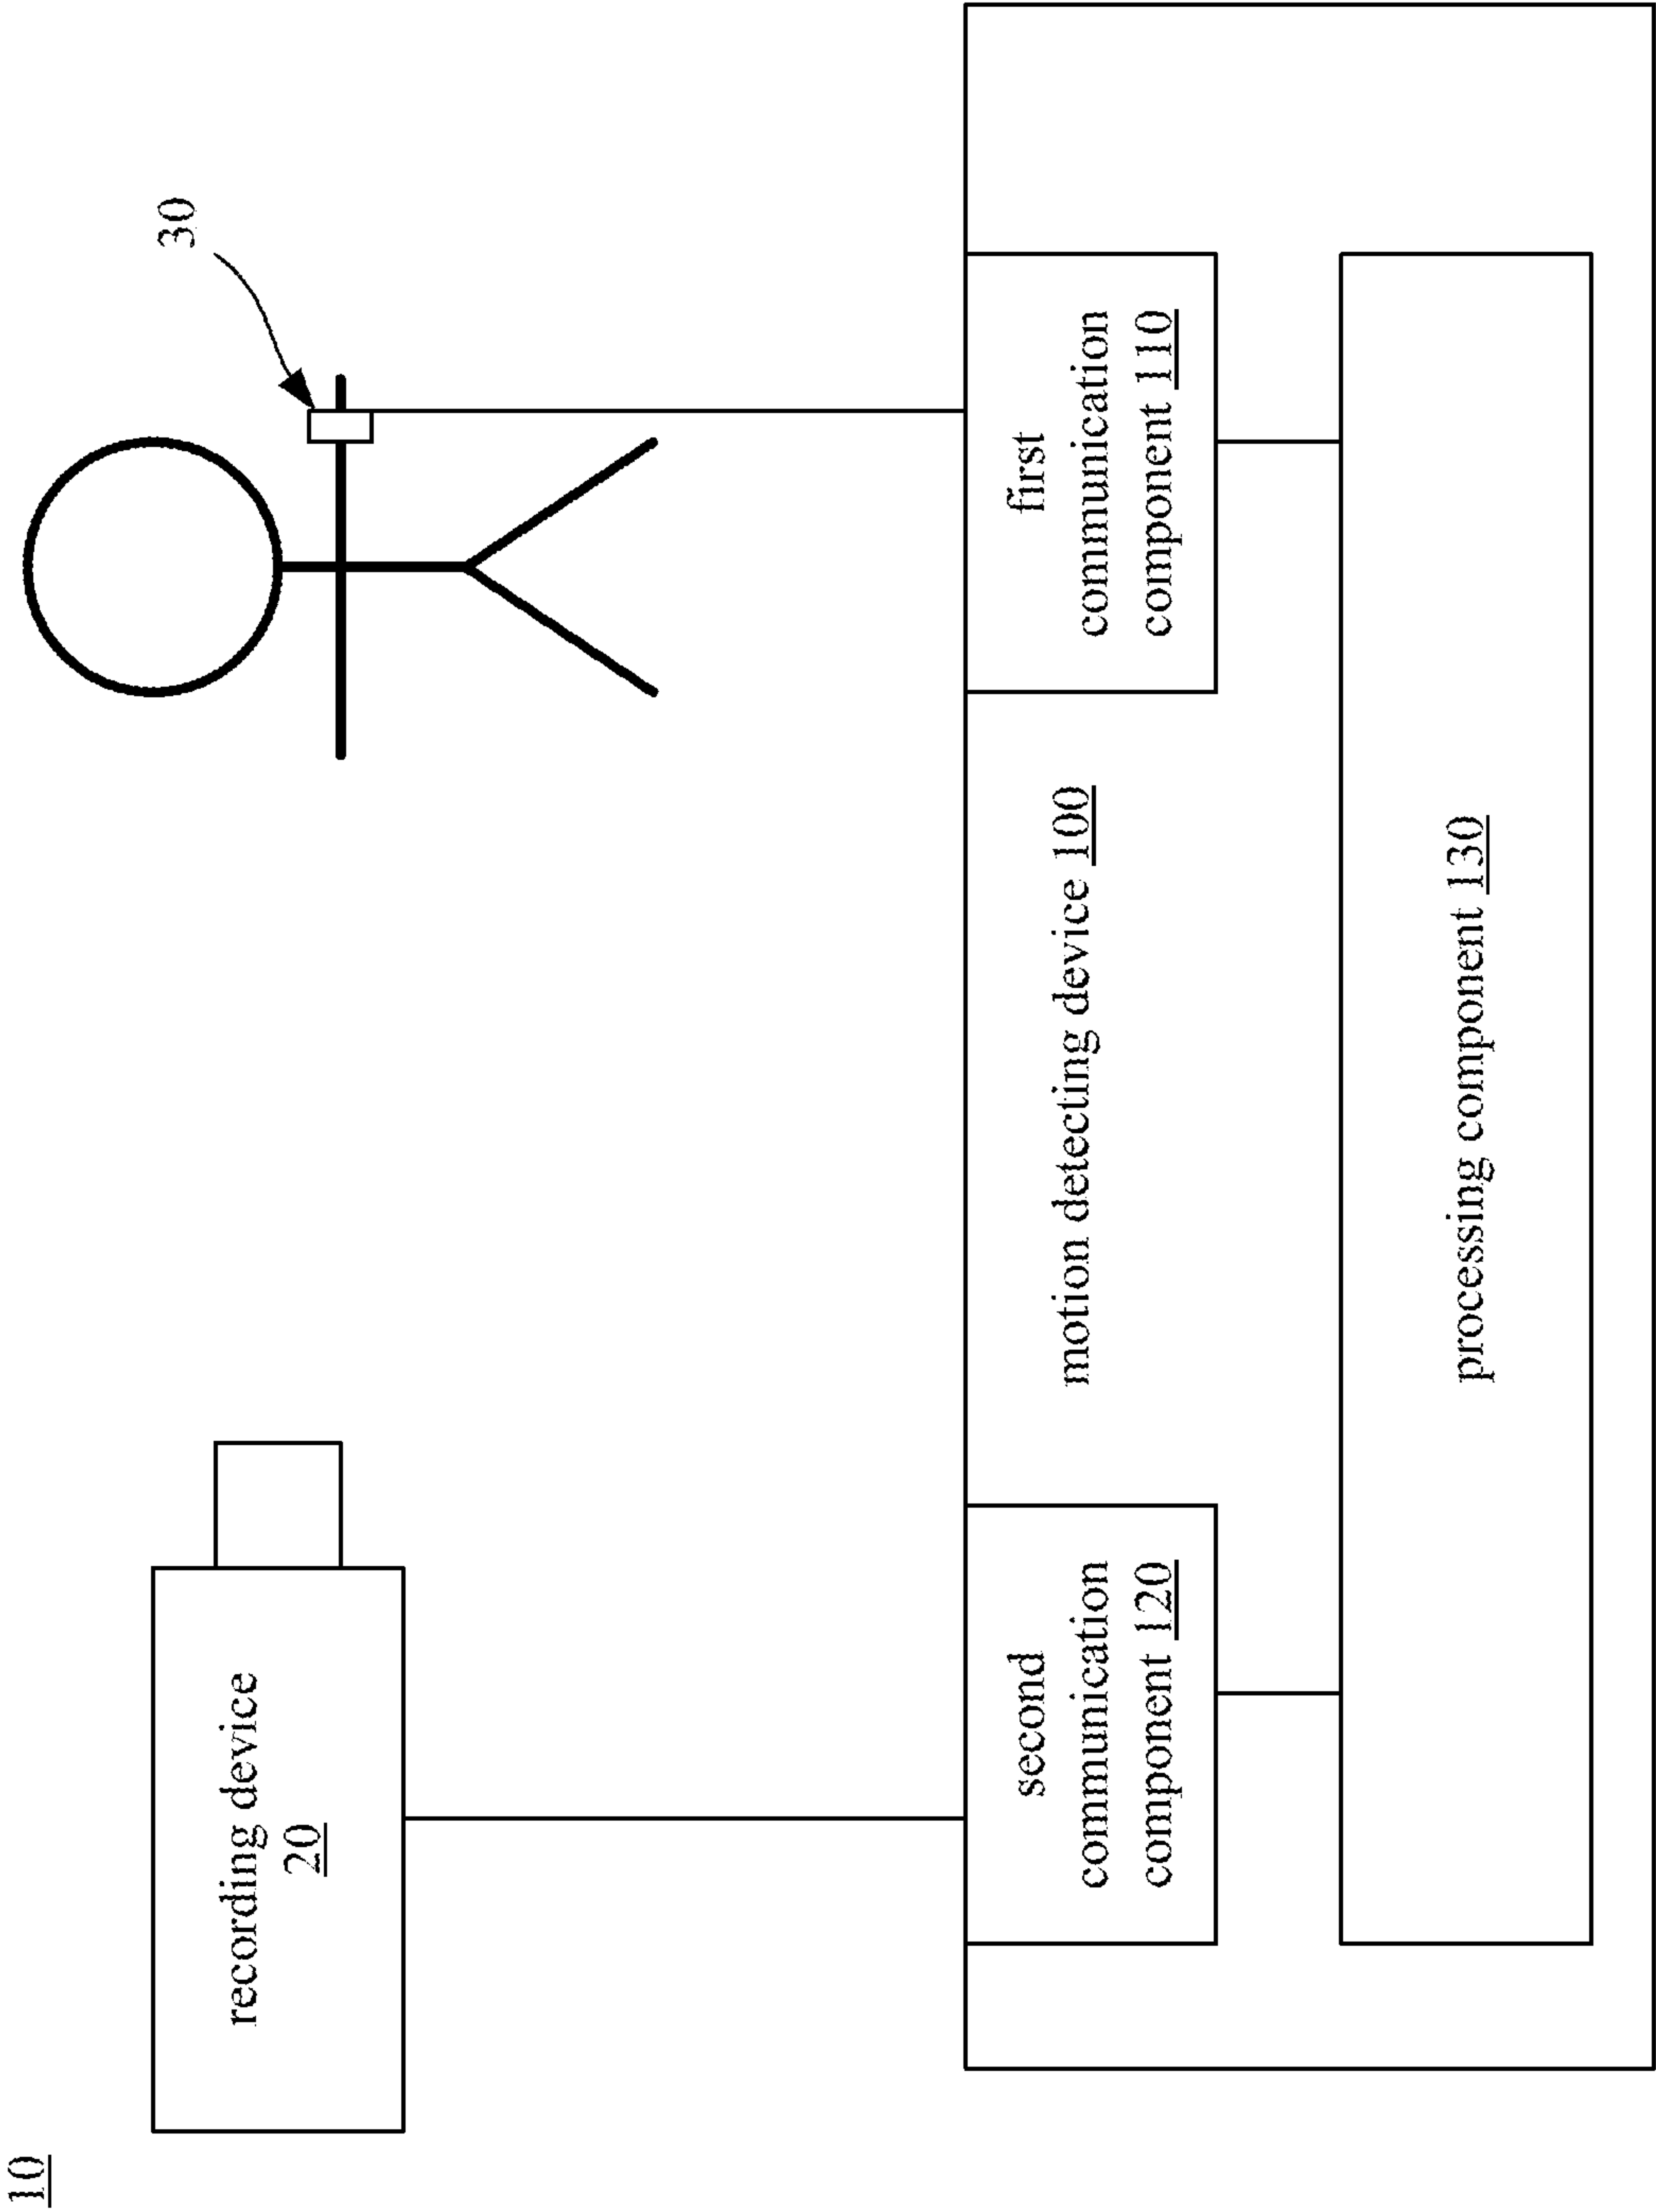 10
recording device
20
30
second
communication
component 120
motion detecting device 100
first
communication
component 110
processing component 130